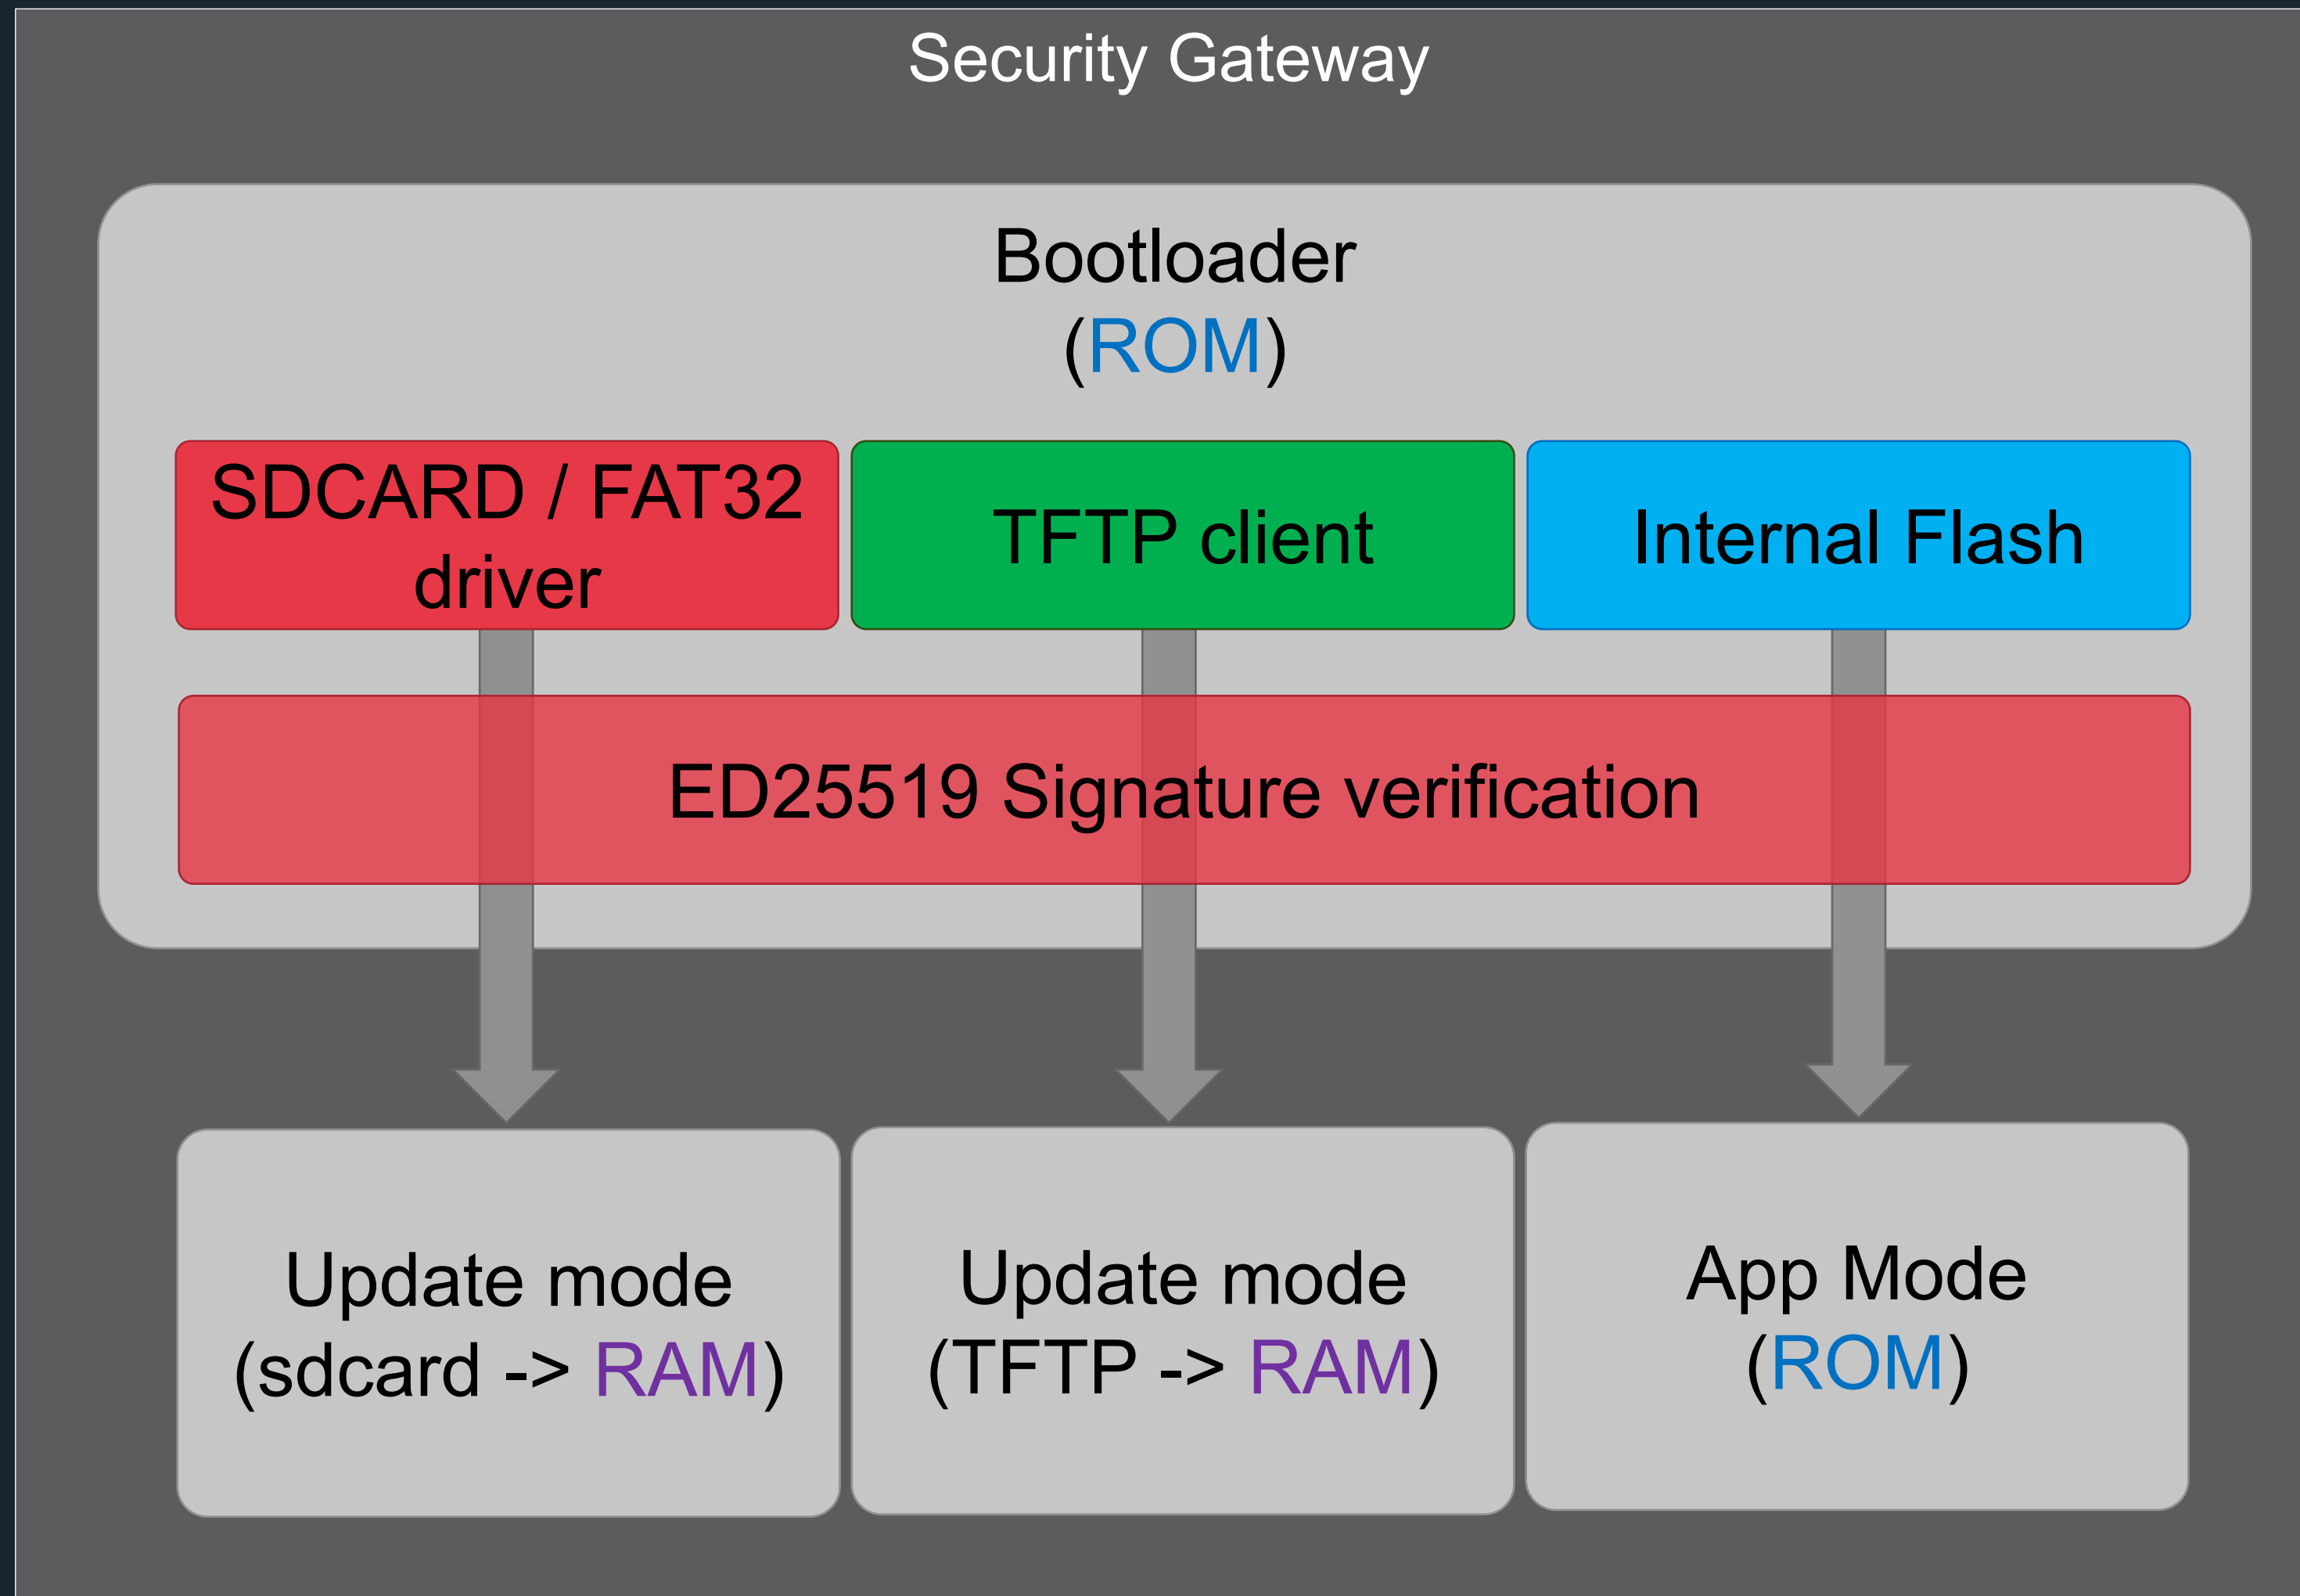 Security Gateway
Bootloader
(ROM)
SDCARD / FAT32
driver
TFTP client
Internal Flash
ED25519 Signature verification
Update mode
(sdcard -> RAM)
Update mode
(TFTP -> RAM)
App Mode
(ROM)